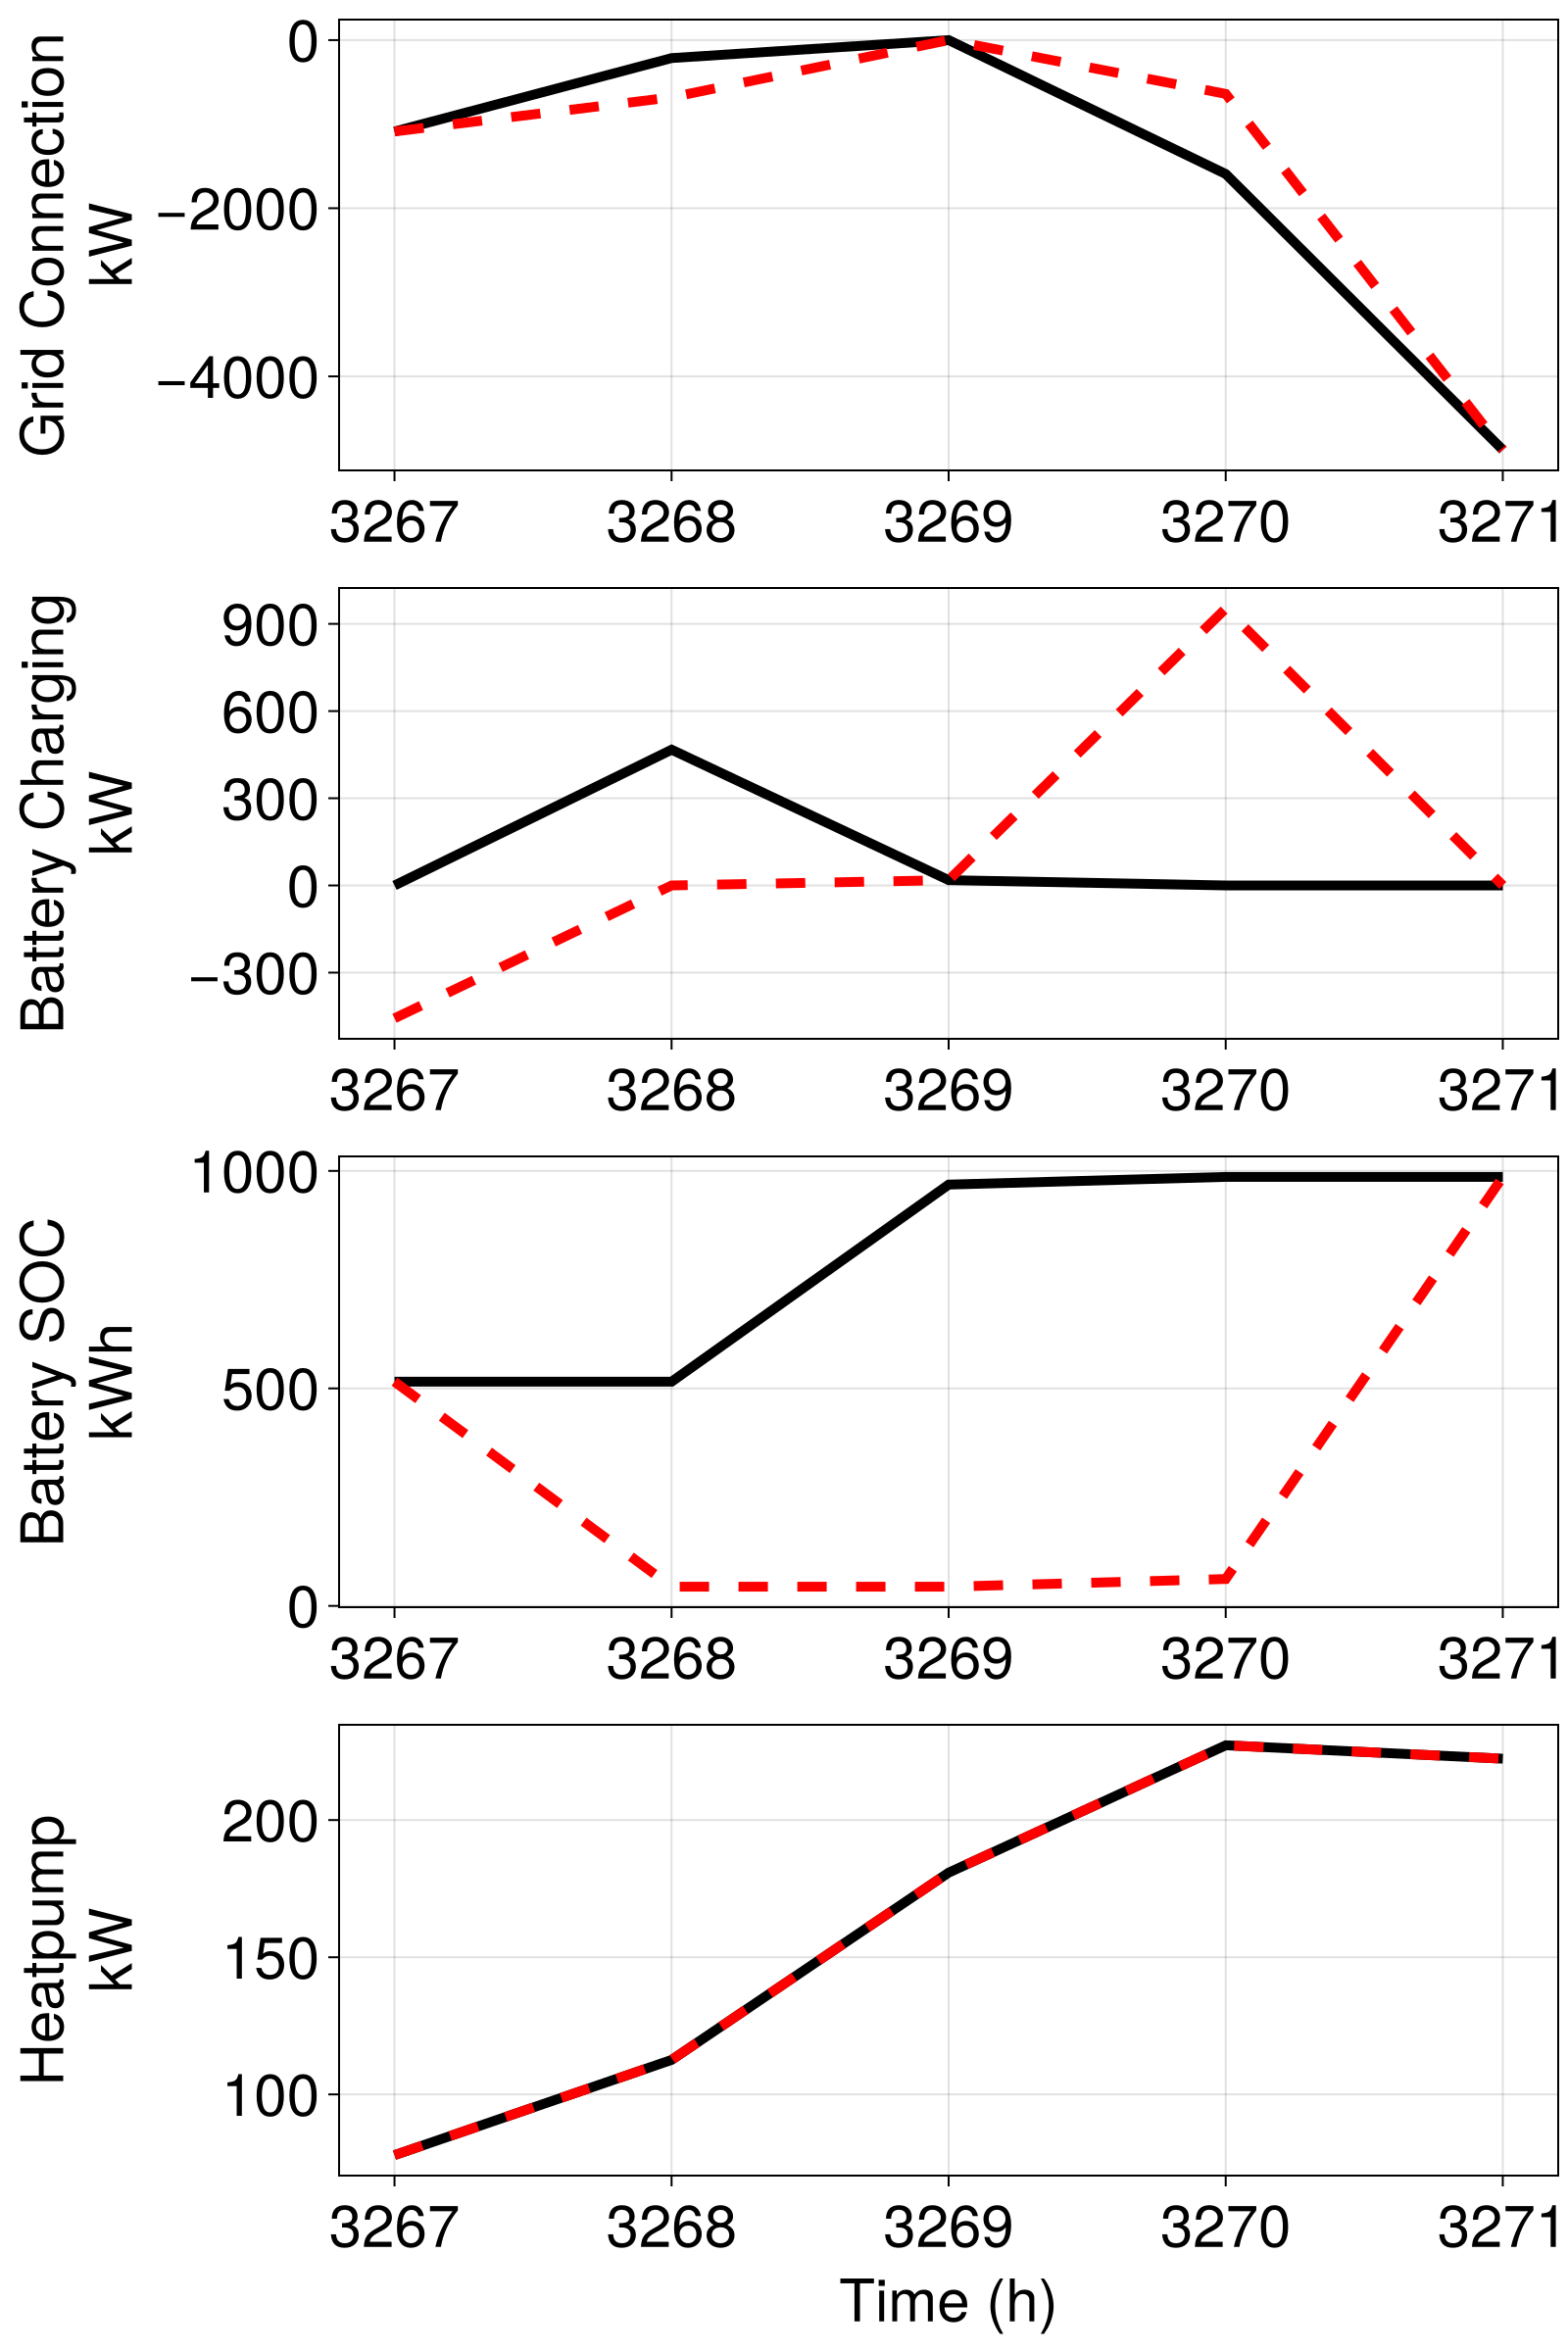 Grid Connection
kW
0
−2000
−4000
3267 3268 3269 3270 3271
Battery Charging
kW
900
600
300
0
−300
3267 3268 3269 3270 3271
Battery SOC
kWh
1000
500
0
3267 3268 3269 3270 3271
Heatpump
kW
200
150
100
3267 3268 3269 3270 3271
Time (h)